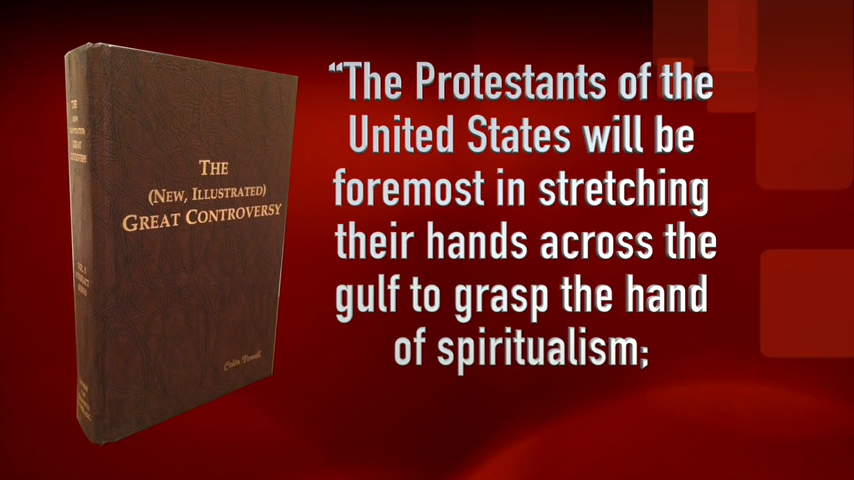 THE
(NEW, ILLUSTRATED)
GREAT CONTROVERSY
“The Protestants of the
United States will be
foremost in stretching
their hands across the
gulf to grasp the hand
of spiritualism;